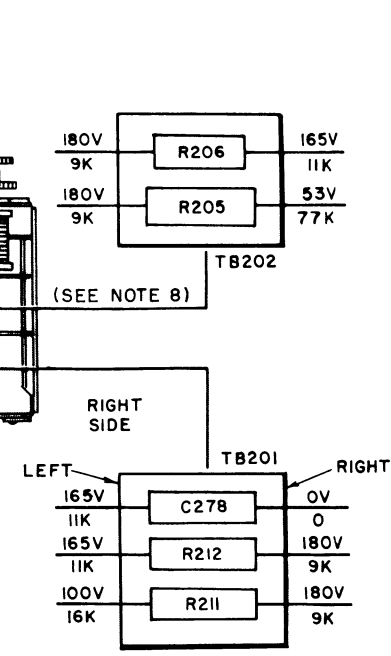 180V R206 165V
9K 11K
180V R205 53V
9K 77K
TB202
(SEE NOTE 8)
RIGHT
SIDE
TB201
LEFT RIGHT
165V C278 0V
11K 0
165V R212 180V
11K 9K
100V R211 180V
16K 9K